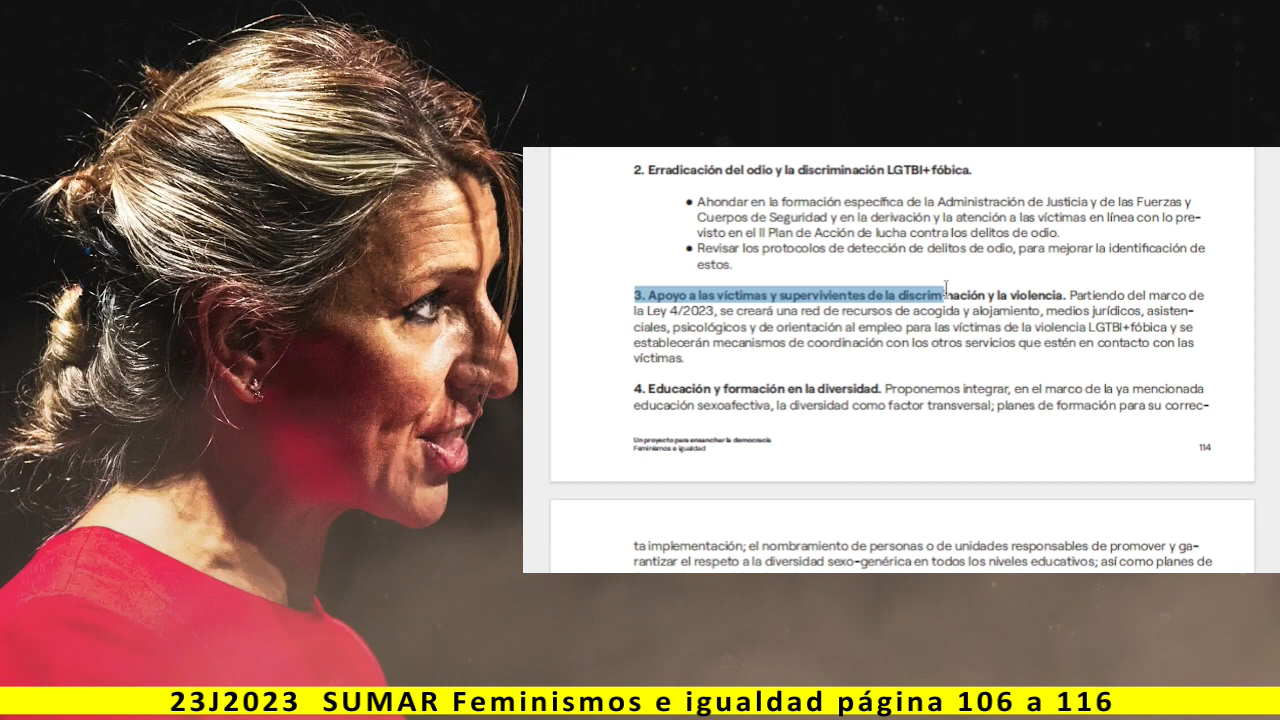 2. Erradicación del odio y la discriminación LGTBI+fóbica.
● Ahondar en la formación específica de la Administración de Justicia y de las Fuerzas y
Cuerpos de Seguridad y en la derivación y la atención a las víctimas en línea con lo pre-
visto en el II Plan de Acción de lucha contra los delitos de odio.
● Revisar los protocolos de detección de delitos de odio, para mejorar la identificación de
estos.
3. Apoyo a las víctimas y supervivientes de la discriminación y la violencia. Partiendo del marco de
la Ley 4/2023, se creará una red de recursos de acogida y alojamiento, medios jurídicos, asisten-
ciales, psicológicos y de orientación al empleo para las víctimas de la violencia LGTBI+fóbica y se
establecerán mecanismos de coordinación con los otros servicios que estén en contacto con las
víctimas.
4. Educación y formación en la diversidad. Proponemos integrar, en el marco de la ya mencionada
educación sexoafectiva, la diversidad como factor transversal; planes de formación para su correc-
Un proyecto para ensanchar la democracia
Feminismos e igualdad 114
ta implementación; el nombramiento de personas o de unidades responsables de promover y ga-
rantizar el respeto a la diversidad sexo-genérica en todos los niveles educativos; así como planes de
23J2023 SUMAR Feminismos e igualdad página 106 a 116